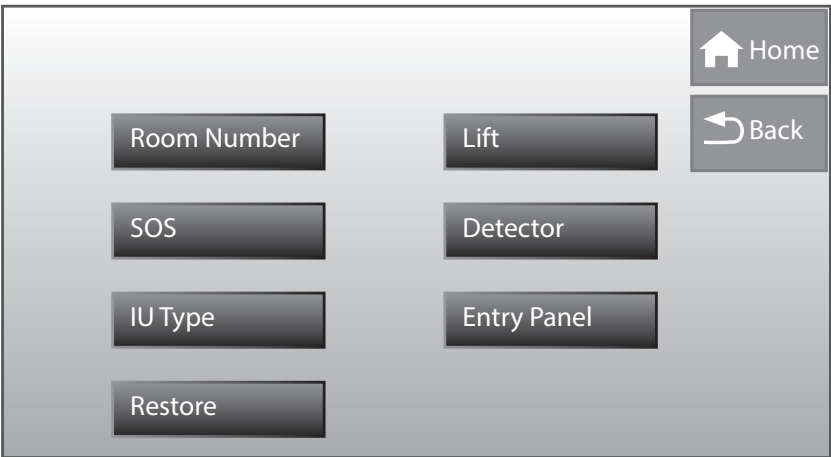 Home
Back
Room Number
Lift
SOS
Detector
IU Type
Entry Panel
Restore